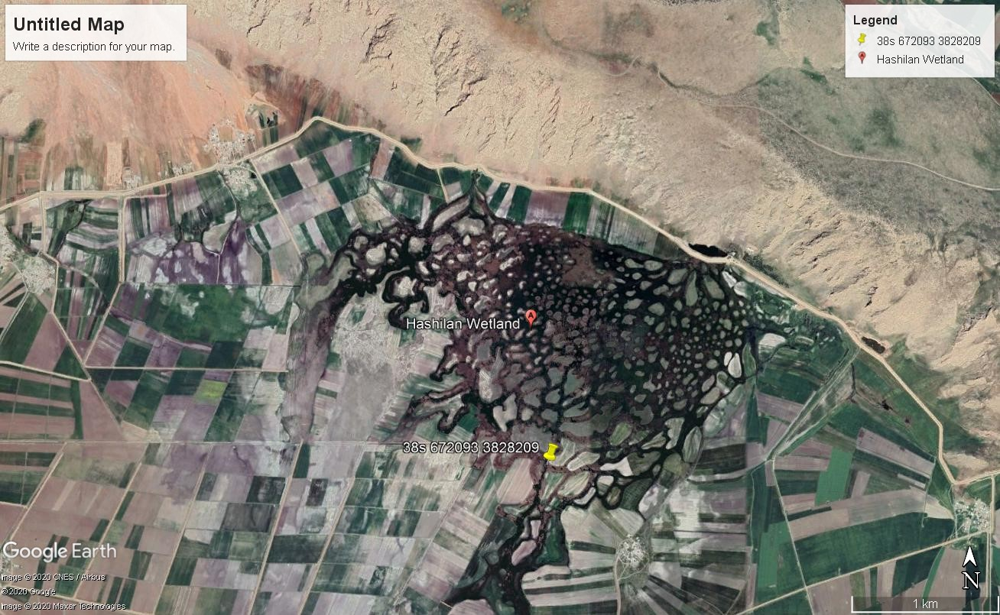 Untitled Map
Write a description for your map.
Legend
38s 672093 3828209
Hashilan Wetland
A
Hashilan Wetland
38s 672093 3828209
Google Earth
Image © 2020 CNES / Airbus
© 2020 Google
Image © 2020 Maxar Technologies
N
1 km